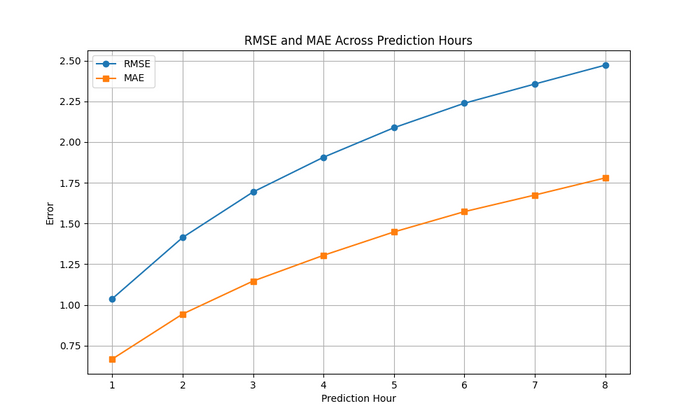 RMSE and MAE Across Prediction Hours
RMSE
MAE
2.50
2.25
2.00
1.75
1.50
1.25
1.00
0.75
Error
1 2 3 4 5 6 7 8
Prediction Hour